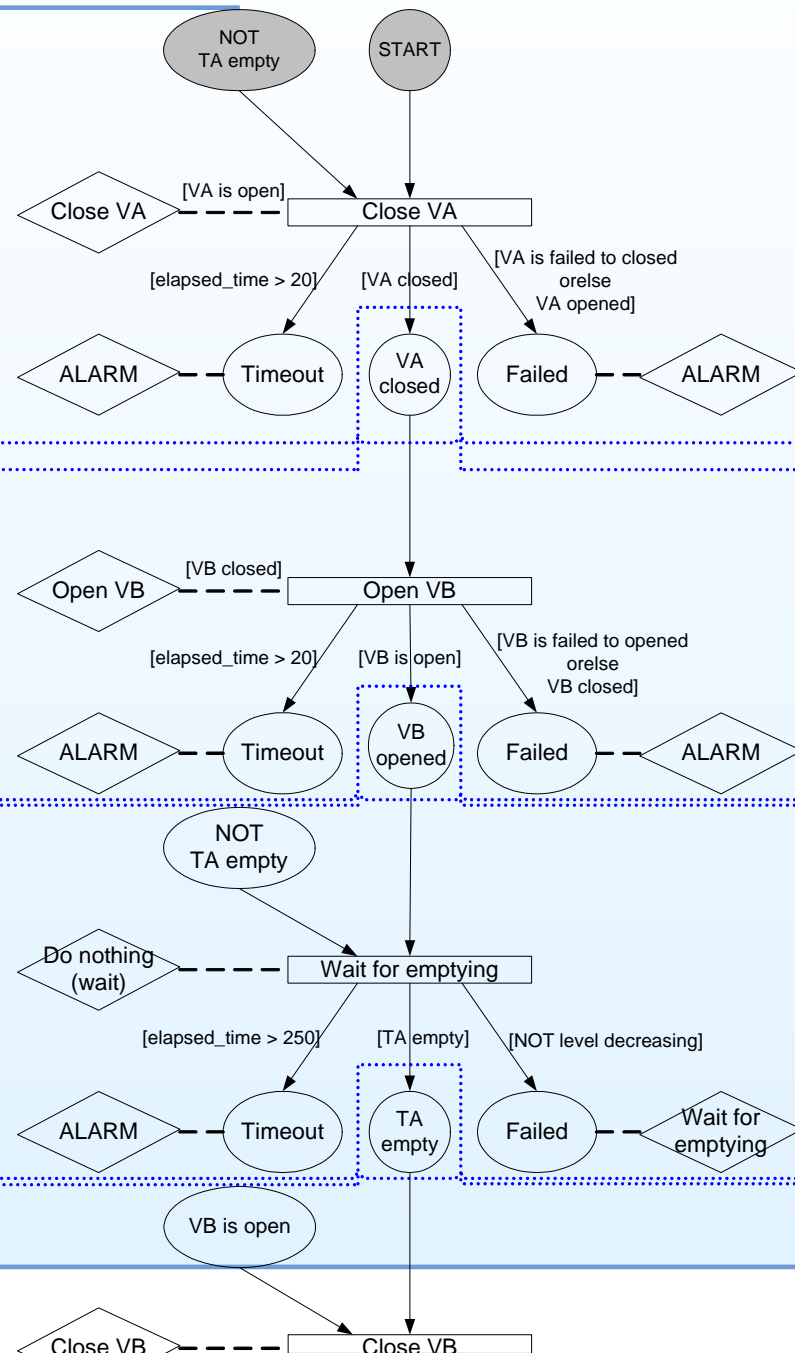 NOT
TA empty
START
[VA is open]
Close VA
Close VA
[elapsed_time > 20]
[VA closed]
[VA is failed to closed
orelse
VA opened]
ALARM
Timeout
VA
closed
Failed
ALARM
[VB closed]
Open VB
Open VB
[elapsed_time > 20]
[VB is open]
[VB is failed to opened
orelse
VB closed]
ALARM
Timeout
VB
opened
Failed
ALARM
NOT
TA empty
Do nothing
(wait)
Wait for emptying
[elapsed_time > 250]
[TA empty]
[NOT level decreasing]
ALARM
Timeout
TA
empty
Failed
Wait for
emptying
VB is open
Close VB
Close VB